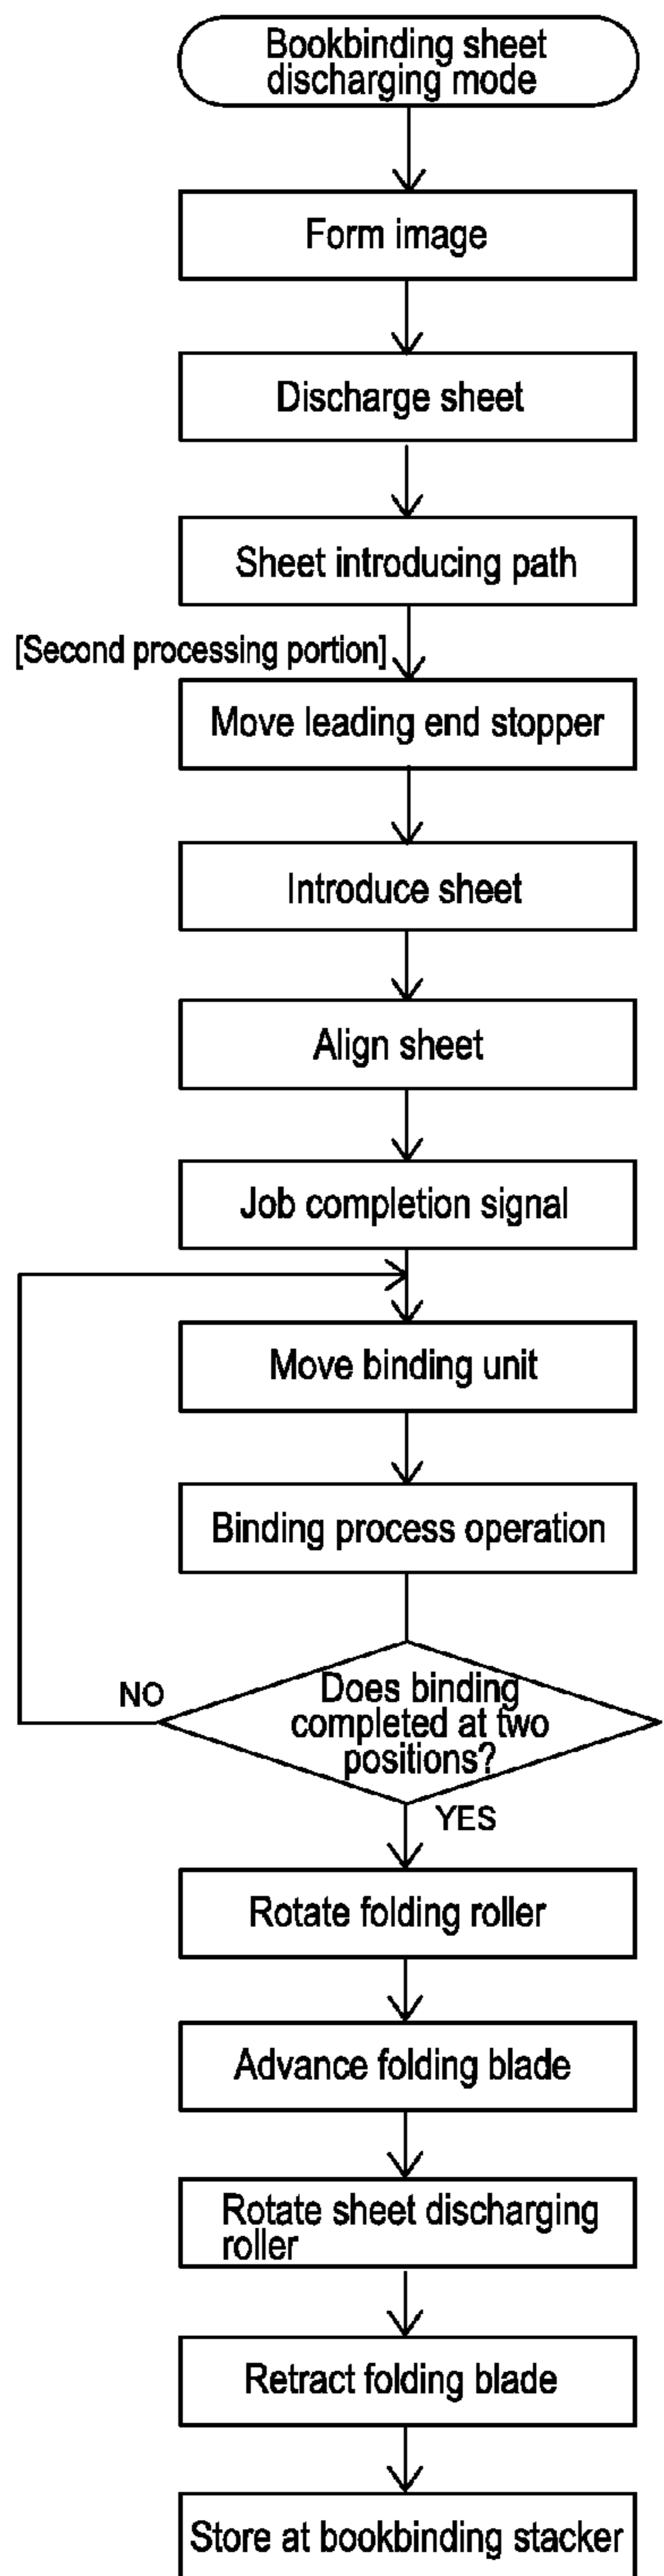 Bookbinding sheet
discharging mode
Form image
Discharge sheet
Sheet introducing path
[Second processing portion]
Move leading end stopper
Introduce sheet
Align sheet
Job completion signal
Move binding unit
Binding process operation
NO
Does binding
completed at two
positions?
YES
Rotate folding roller
Advance folding blade
Rotate sheet discharging
roller
Retract folding blade
Store at bookbinding stacker